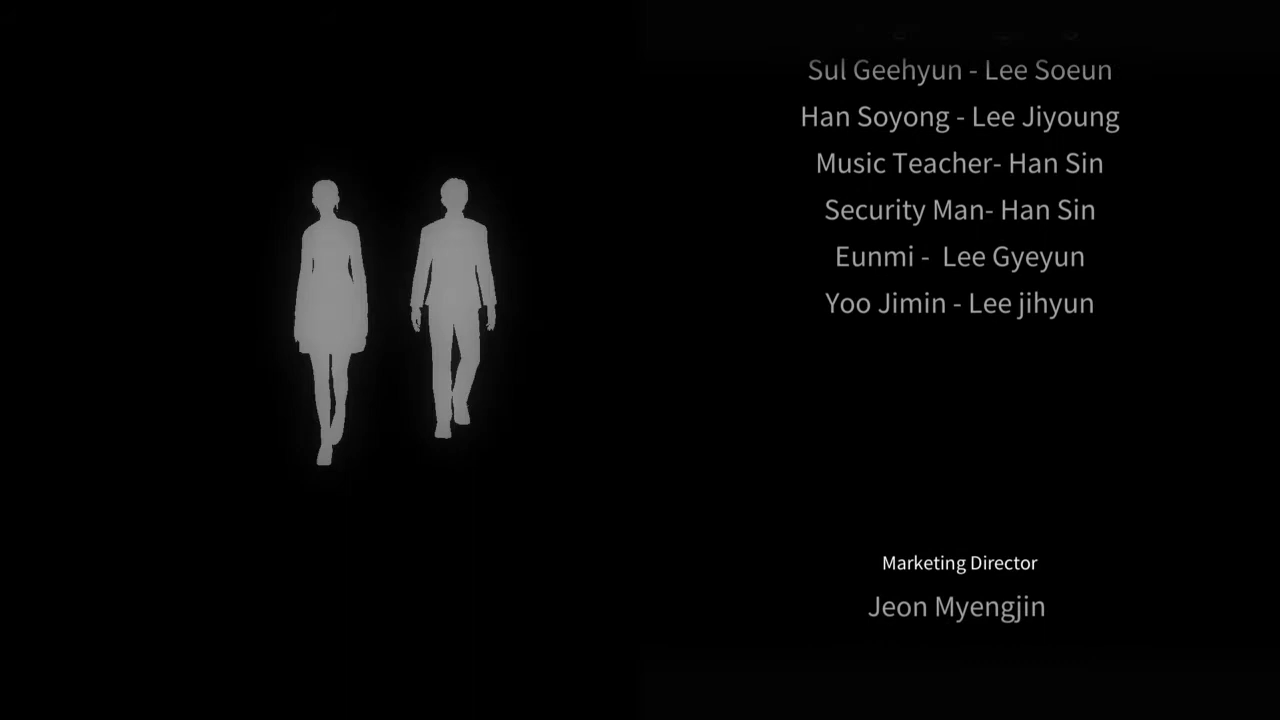 Sul Geehyun - Lee Soeun
Han Soyong - Lee Jiyoung
Music Teacher- Han Sin
Security Man- Han Sin
Eunmi -  Lee Gyeyun
Yoo Jimin - Lee jihyun
Marketing Director
Jeon Myengjin